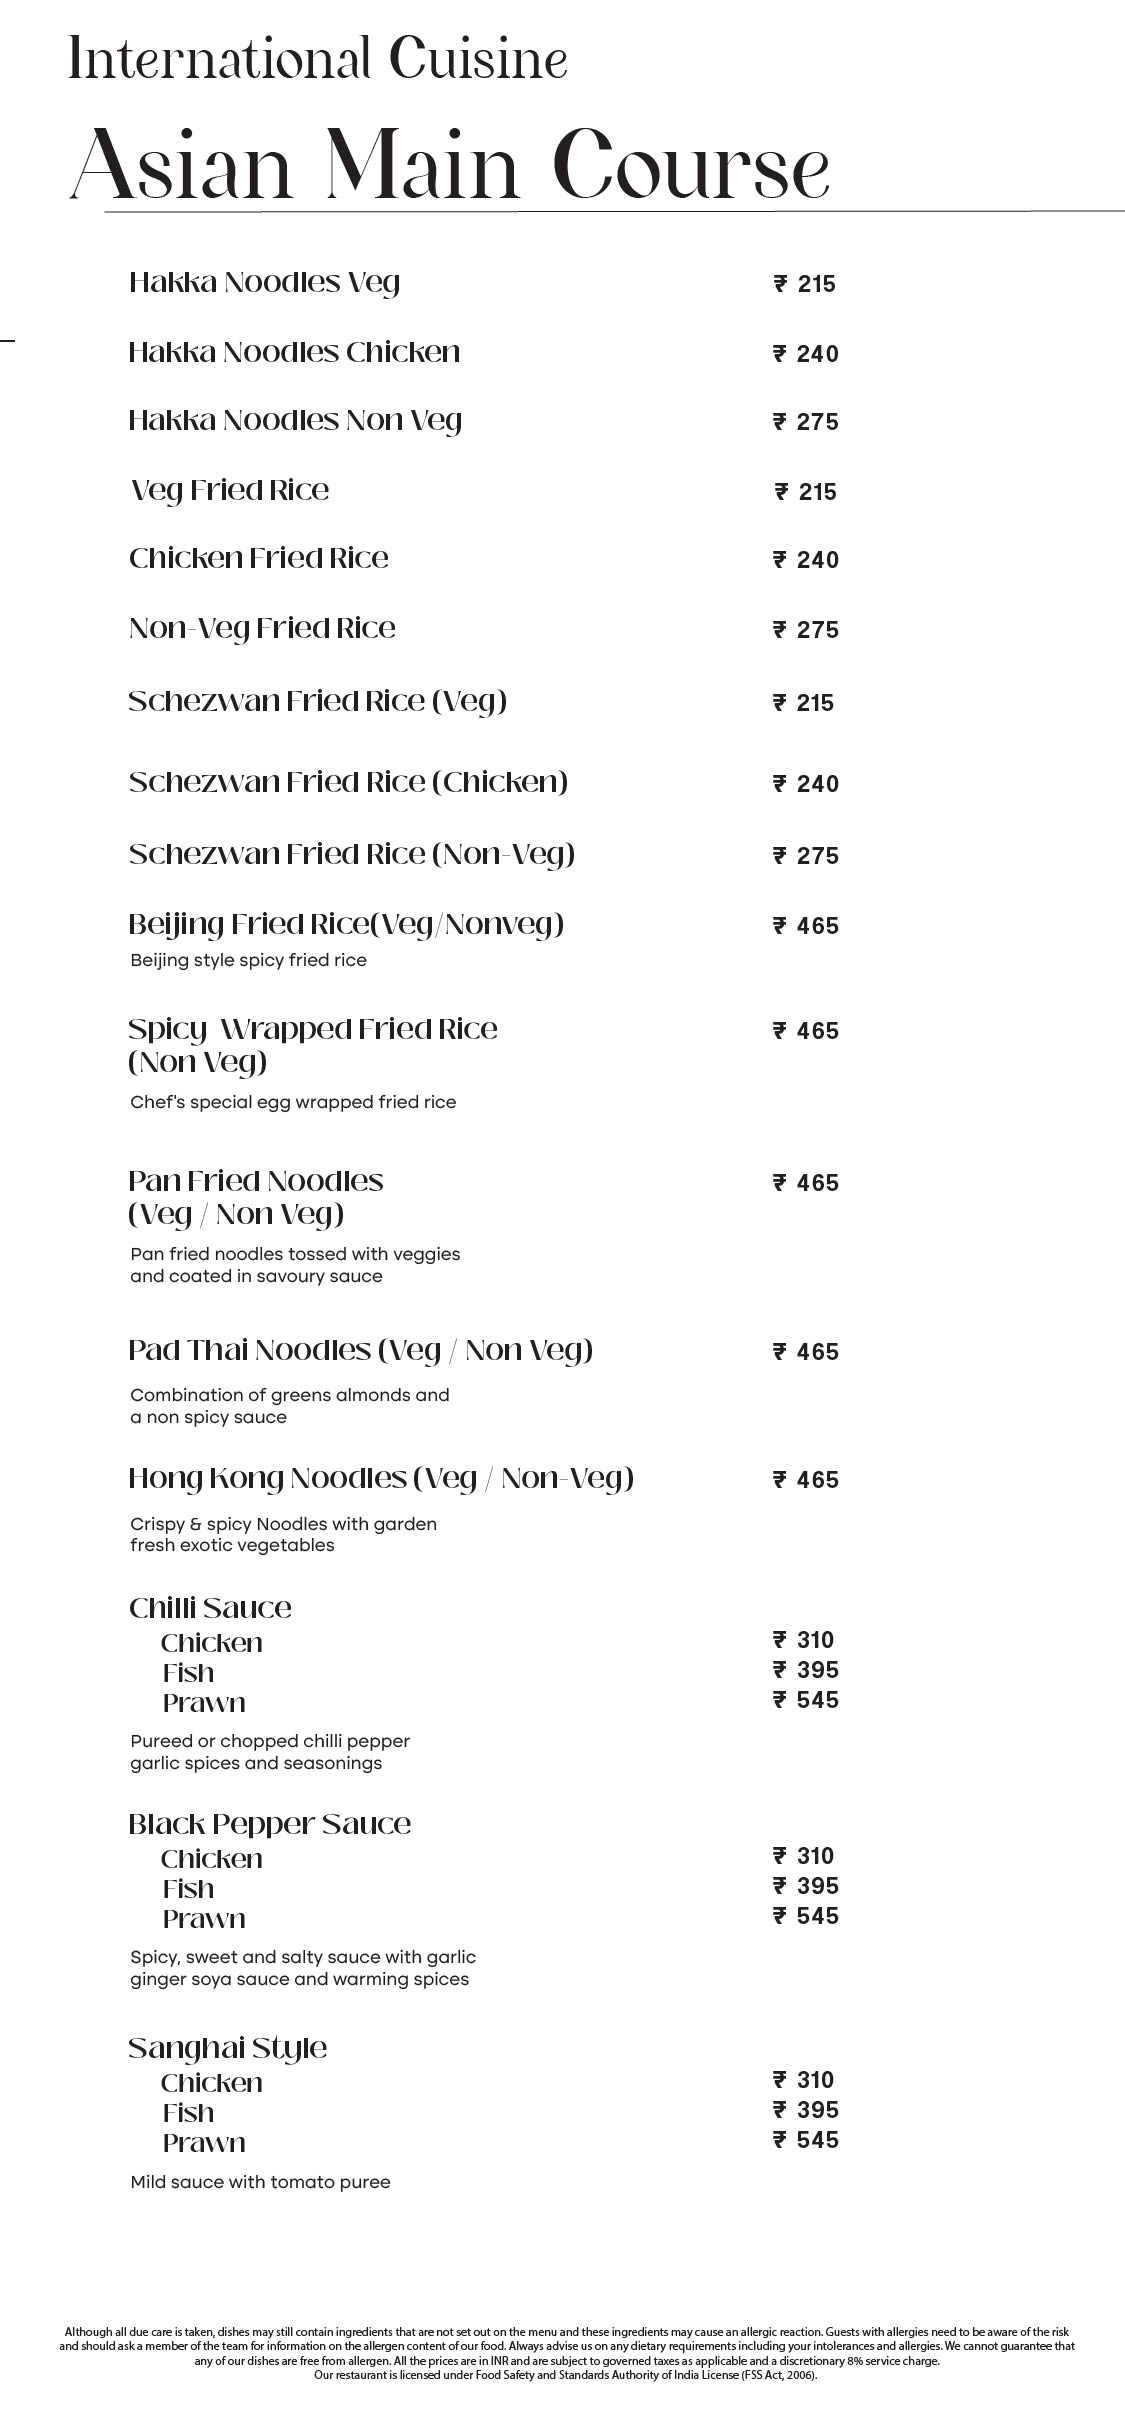 International Cuisine
Asian Main Course
Hakka Noodles Veg ₹ 215
Hakka Noodles Chicken ₹ 240
Hakka Noodles Non Veg ₹ 275
Veg Fried Rice ₹ 215
Chicken Fried Rice ₹ 240
Non-Veg Fried Rice ₹ 275
Schezwan Fried Rice (Veg) ₹ 215
Schezwan Fried Rice (Chicken) ₹ 240
Schezwan Fried Rice (Non-Veg) ₹ 275
Beijing Fried Rice(Veg/Nonveg) ₹ 465
Beijing style spicy fried rice
Spicy Wrapped Fried Rice ₹ 465
(Non Veg)
Chef's special egg wrapped fried rice
Pan Fried Noodles ₹ 465
(Veg / Non Veg)
Pan fried noodles tossed with veggies
and coated in savoury sauce
Pad Thai Noodles (Veg / Non Veg) ₹ 465
Combination of greens almonds and
a non spicy sauce
Hong Kong Noodles (Veg / Non-Veg) ₹ 465
Crispy & spicy Noodles with garden
fresh exotic vegetables
Chilli Sauce
Chicken ₹ 310
Fish ₹ 395
Prawn ₹ 545
Pureed or chopped chilli pepper
garlic spices and seasonings
Black Pepper Sauce
Chicken ₹ 310
Fish ₹ 395
Prawn ₹ 545
Spicy, sweet and salty sauce with garlic
ginger soya sauce and warming spices
Sanghai Style
Chicken ₹ 310
Fish ₹ 395
Prawn ₹ 545
Mild sauce with tomato puree
Although all due care is taken, dishes may still contain ingredients that are not set out on the menu and these ingredients may cause an allergic reaction. Guests with allergies need to be aware of the risk
and should ask a member of the team for information on the allergen content of our food. Always advise us on any dietary requirements including your intolerances and allergies. We cannot guarantee that
any of our dishes are free from allergen. All the prices are in INR and are subject to governed taxes as applicable and a discretionary 8% service charge.
Our restaurant is licensed under Food Safety and Standards Authority of India License (FSS Act, 2006).